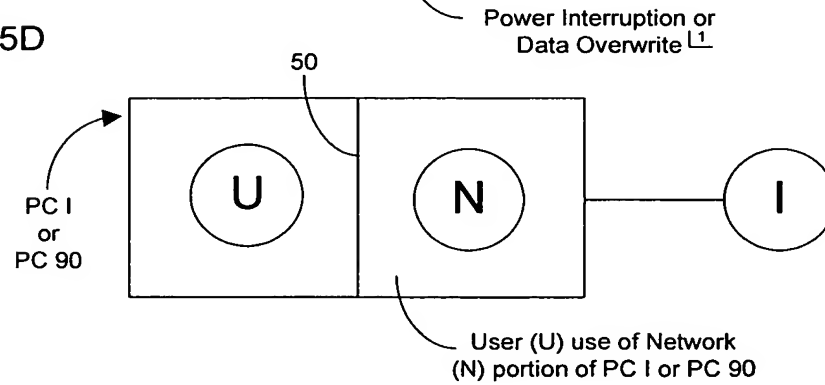 Power Interruption or
Data Overwrite L1
5D
50
U
N
I
PC I
or
PC 90
User (U) use of Network
(N) portion of PC I or PC 90